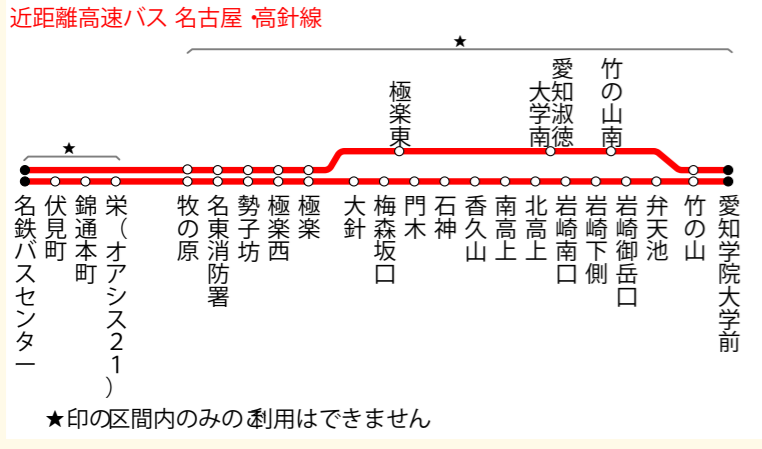 近距離高速バス 名古屋・高針線
★
★
極楽東
愛知淑徳
大学南
竹の山南
名鉄バスセンター
伏見町
錦通本町
栄（オアシス２１）
牧の原
名東消防署
勢子坊
極楽西
極楽
大針
梅森坂口
門木
石神
香久山
南高上
北高上
岩崎南口
岩崎下側
岩崎御岳口
弁天池
竹の山
愛知学院大学前
★印の区間内のみのご利用はできません